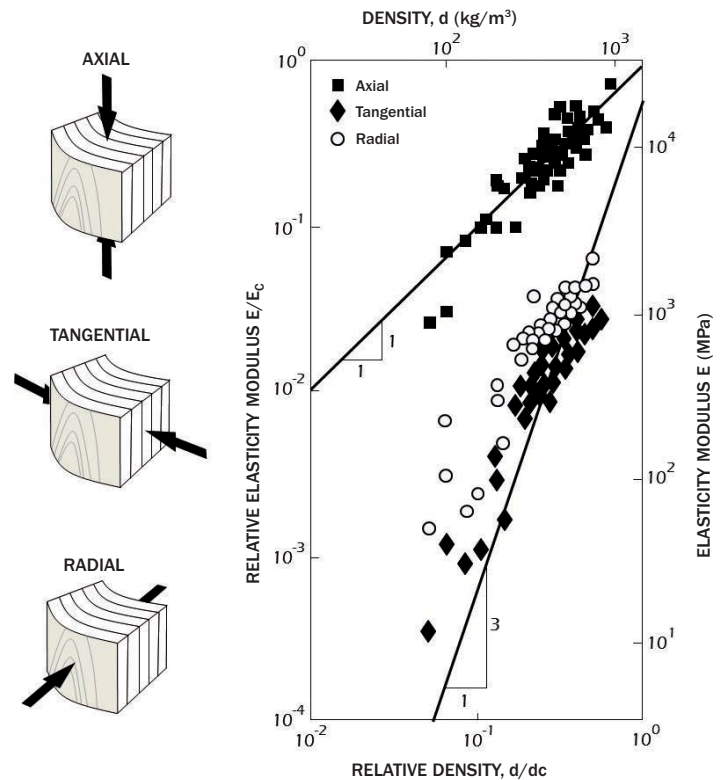 DENSITY, d (kg/m³)
10² 10³
AXIAL
TANGENTIAL
RADIAL
RELATIVE ELASTICITY MODULUS E/E_C
10⁰
10⁻¹
10⁻²
10⁻³
10⁻⁴
Axial
Tangential
Radial
1
1
3
1
10⁴
10³
10²
10¹
ELASTICITY MODULUS E (MPa)
10⁻² 10⁻¹ 10⁰
RELATIVE DENSITY, d/dc